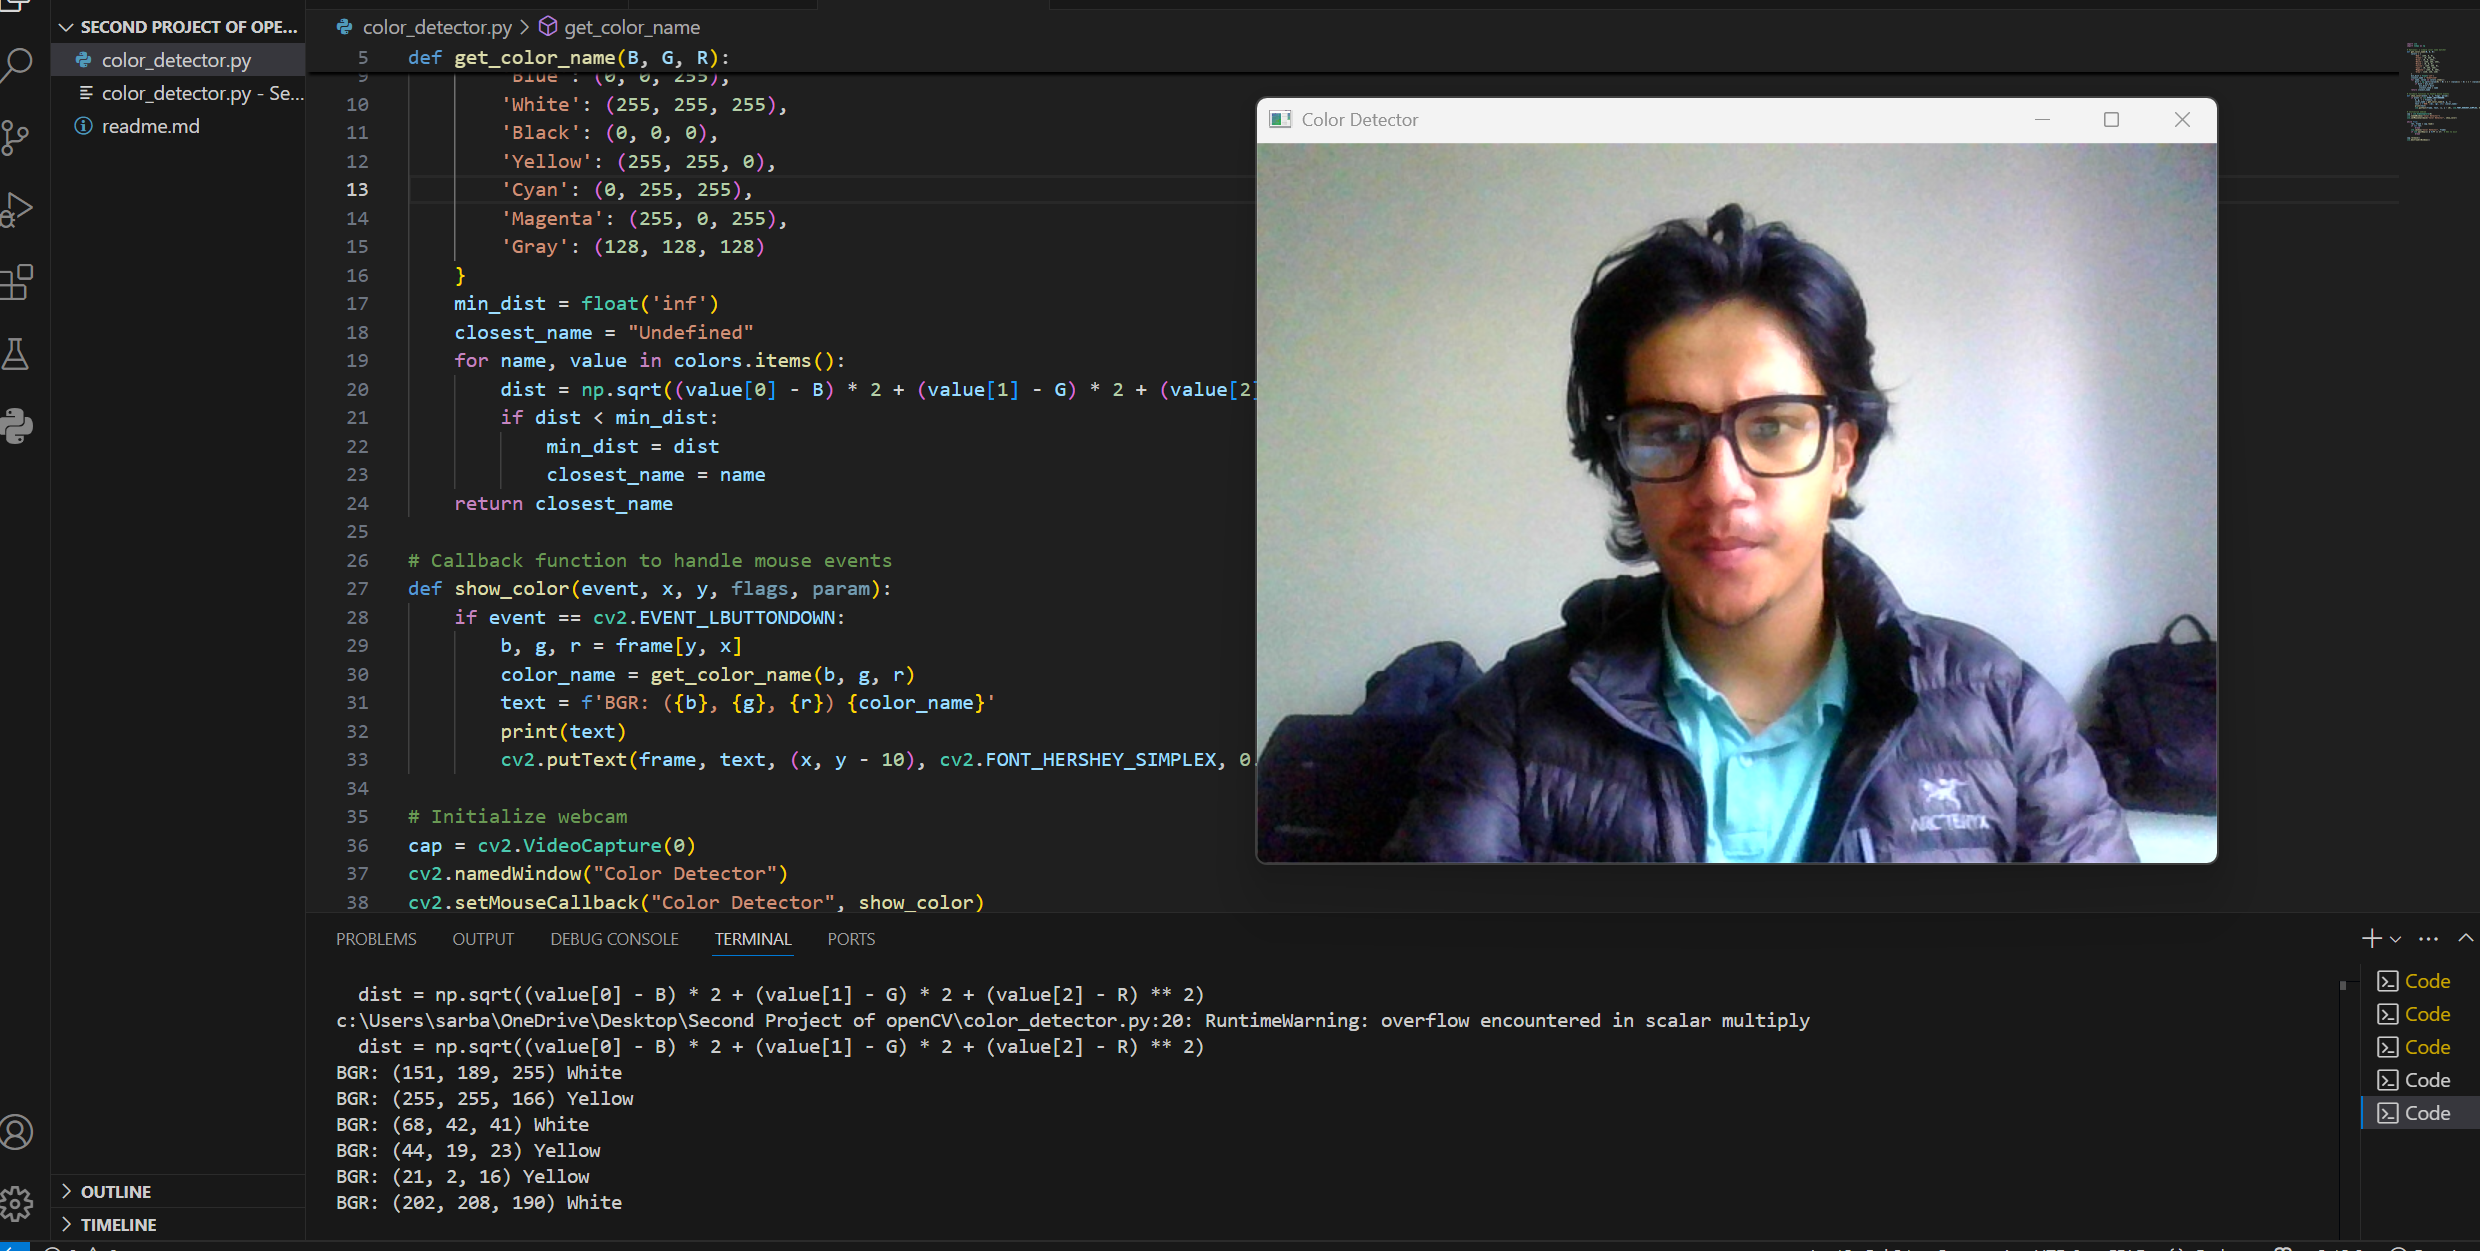 SECOND PROJECT OF OPE...
color_detector.py
color_detector.py - Se...
readme.md
OUTLINE
TIMELINE
color_detector.py > get_color_name
5 def get_color_name(B, G, R):
9 'Blue': (0, 0, 255),
10 'White': (255, 255, 255),
11 'Black': (0, 0, 0),
12 'Yellow': (255, 255, 0),
13 'Cyan': (0, 255, 255),
14 'Magenta': (255, 0, 255),
15 'Gray': (128, 128, 128)
16 }
17 min_dist = float('inf')
18 closest_name = "Undefined"
19 for name, value in colors.items():
20 dist = np.sqrt((value[0] - B) * 2 + (value[1] - G) * 2 + (value[2]
21 if dist < min_dist:
22 min_dist = dist
23 closest_name = name
24 return closest_name
25
26 # Callback function to handle mouse events
27 def show_color(event, x, y, flags, param):
28 if event == cv2.EVENT_LBUTTONDOWN:
29 b, g, r = frame[y, x]
30 color_name = get_color_name(b, g, r)
31 text = f'BGR: ({b}, {g}, {r}) {color_name}'
32 print(text)
33 cv2.putText(frame, text, (x, y - 10), cv2.FONT_HERSHEY_SIMPLEX, 0.
34
35 # Initialize webcam
36 cap = cv2.VideoCapture(0)
37 cv2.namedWindow("Color Detector")
38 cv2.setMouseCallback("Color Detector", show_color)
Color Detector
ARC'TERYX
PROBLEMS OUTPUT DEBUG CONSOLE TERMINAL PORTS
dist = np.sqrt((value[0] - B) * 2 + (value[1] - G) * 2 + (value[2] - R) ** 2)
c:\Users\sarba\OneDrive\Desktop\Second Project of openCV\color_detector.py:20: RuntimeWarning: overflow encountered in scalar multiply
dist = np.sqrt((value[0] - B) * 2 + (value[1] - G) * 2 + (value[2] - R) ** 2)
BGR: (151, 189, 255) White
BGR: (255, 255, 166) Yellow
BGR: (68, 42, 41) White
BGR: (44, 19, 23) Yellow
BGR: (21, 2, 16) Yellow
BGR: (202, 208, 190) White
Code
Code
Code
Code
Code